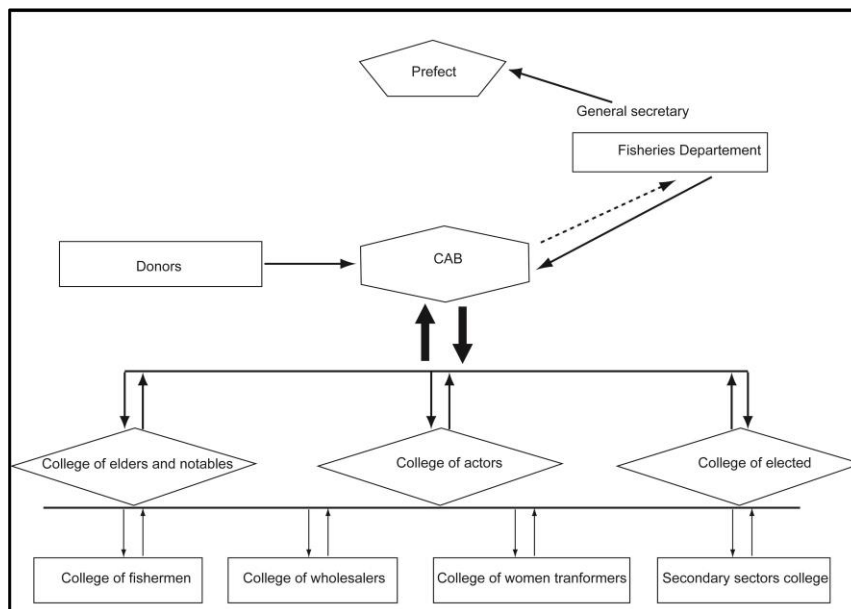 Prefect
General secretary
Fisheries Departement
CAB
Donors
College of elders and notables
College of actors
College of elected
College of fishermen
College of wholesalers
College of women tranformers
Secondary sectors college